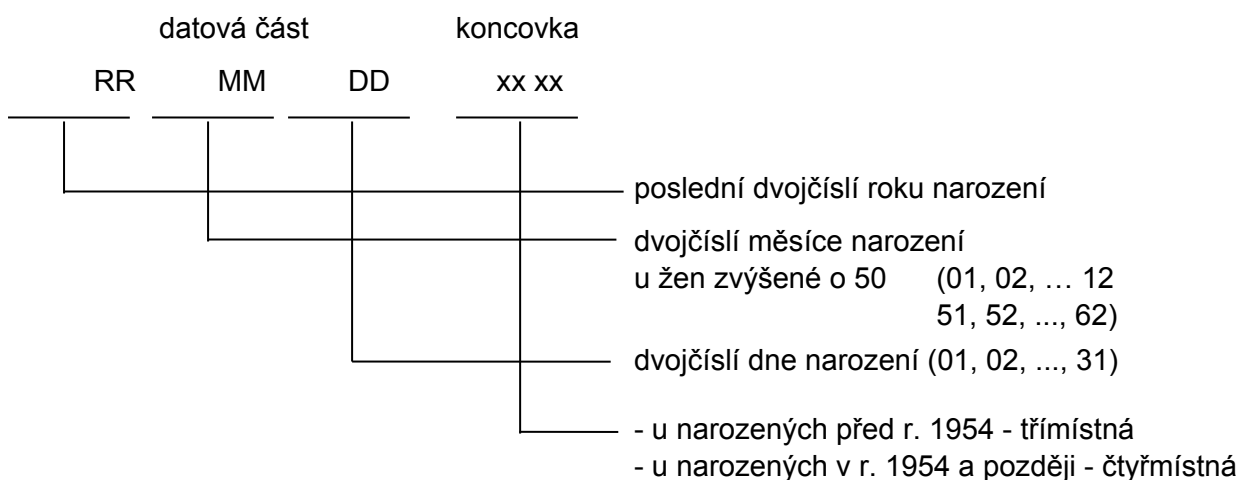 datová část koncovka
RR MM DD xx xx
poslední dvojčíslí roku narození
dvojčíslí měsíce narození
u žen zvýšené o 50 (01, 02, … 12
51, 52, ..., 62)
dvojčíslí dne narození (01, 02, ..., 31)
- u narozených před r. 1954 - třímístná
- u narozených v r. 1954 a později - čtyřmístná